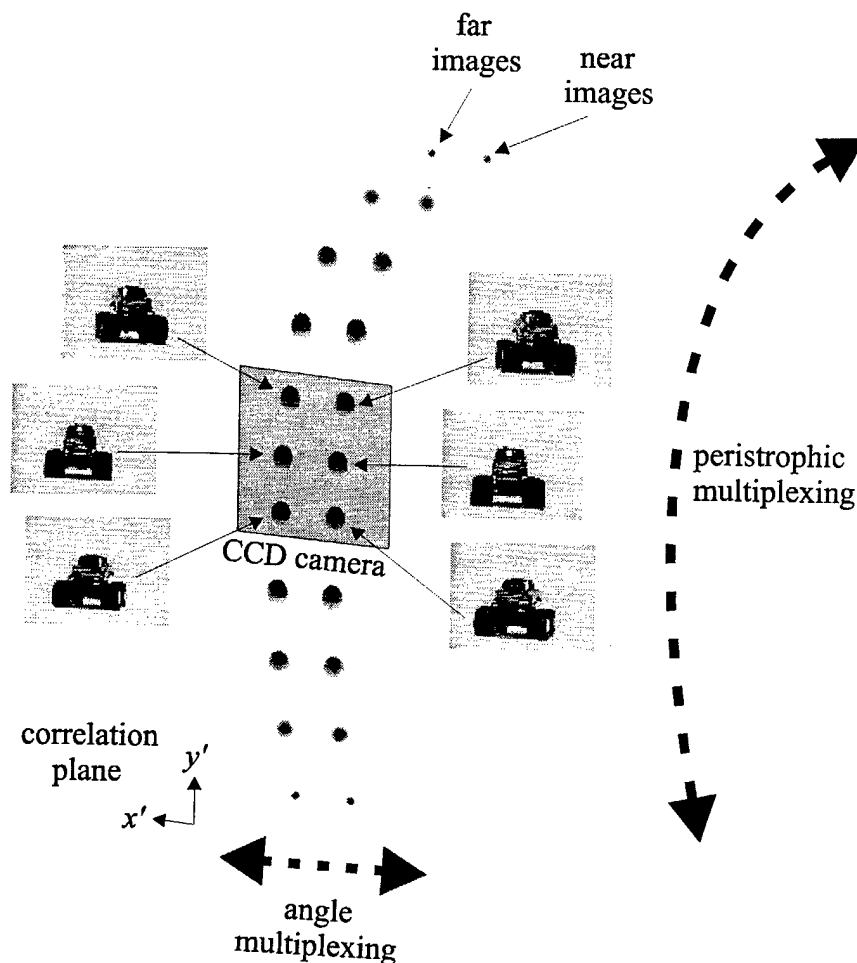 far
images
near
images
peristrophic
multiplexing
CCD camera
correlation
plane
y'
x'
angle
multiplexing